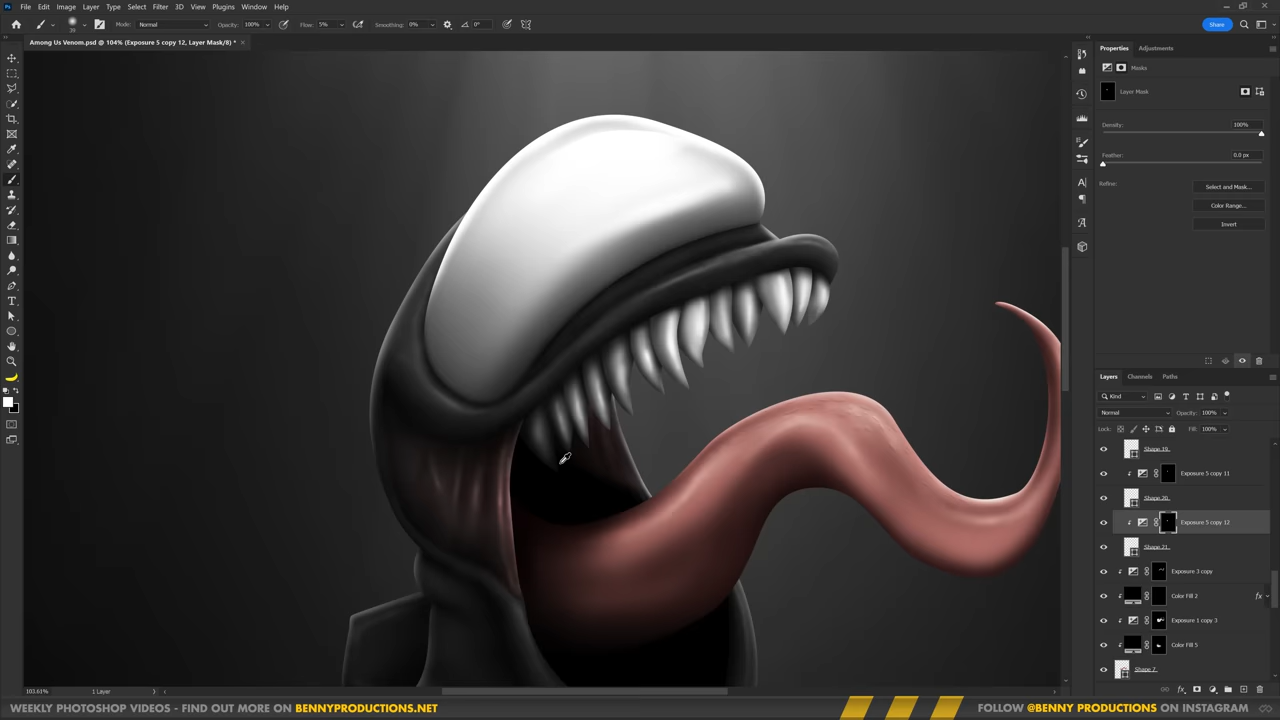 Ps File Edit Image Layer Type Select Filter 3D View Plugins Window Help
Mode: Normal Opacity: 100% Flow: 5% Smoothing: 0% 0° Share
Among Us Venom.psd @ 104% (Exposure 5 copy 12, Layer Mask/8) *
Properties Adjustments
Masks
Layer Mask
Density: 100%
Feather: 0.0 px
Refine: Select and Mask...
Color Range...
Invert
Layers Channels Paths
Kind
Normal Opacity: 100%
Lock: Fill: 100%
Shape 19
Exposure 5 copy 11
Shape 20
Exposure 5 copy 12
Shape 21
Exposure 3 copy
Color Fill 2 fx
Exposure 1 copy 3
Color Fill 5
Shape 7
103.61% 1 Layer
WEEKLY PHOTOSHOP VIDEOS - FIND OUT MORE ON BENNYPRODUCTIONS.NET
FOLLOW @BENNY PRODUCTIONS ON INSTAGRAM